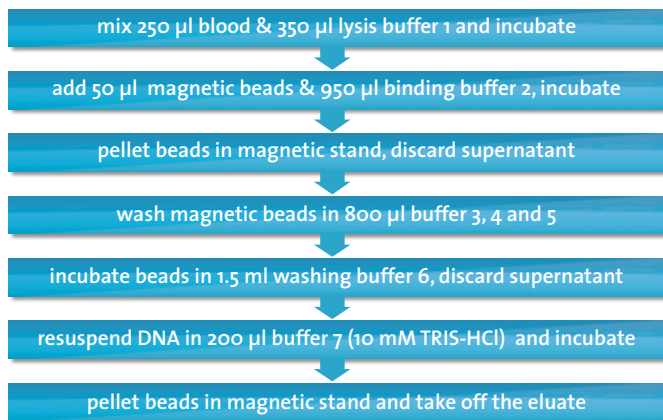 mix 250 µl blood & 350 µl lysis buffer 1 and incubate
add 50 µl magnetic beads & 950 µl binding buffer 2, incubate
pellet beads in magnetic stand, discard supernatant
wash magnetic beads in 800 µl buffer 3, 4 and 5
incubate beads in 1.5 ml washing buffer 6, discard supernatant
resuspend DNA in 200 µl buffer 7 (10 mM TRIS-HCl) and incubate
pellet beads in magnetic stand and take off the eluate